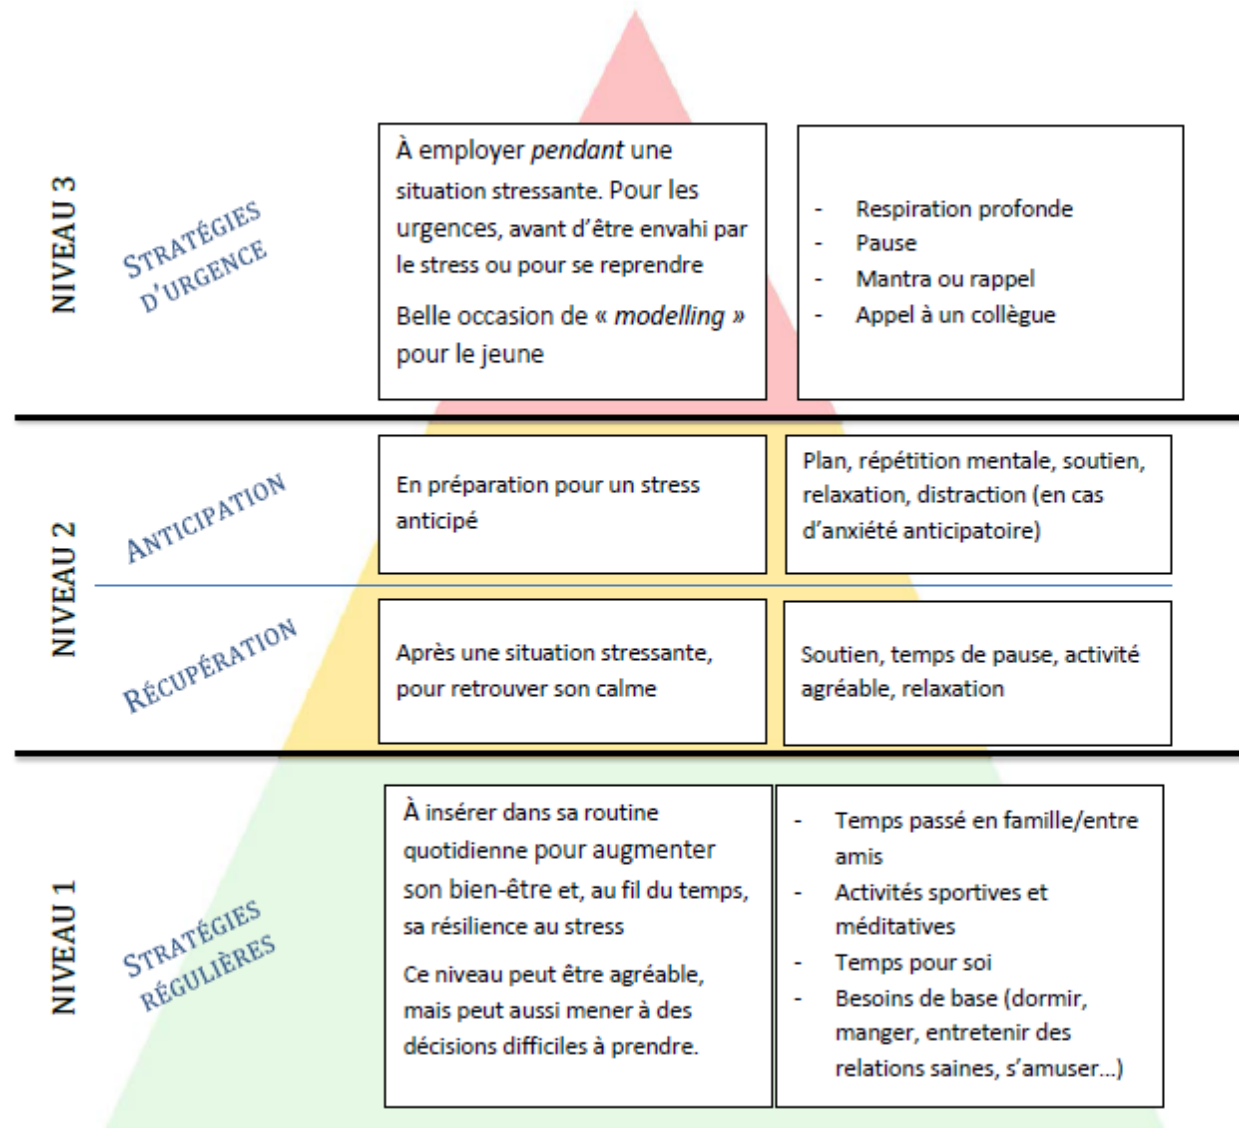 NIVEAU 3
STRATÉGIES
D'URGENCE
À employer pendant une
situation stressante. Pour les
urgences, avant d'être envahi par
le stress ou pour se reprendre
Belle occasion de « modelling »
pour le jeune
- Respiration profonde
- Pause
- Mantra ou rappel
- Appel à un collègue
NIVEAU 2
ANTICIPATION
En préparation pour un stress
anticipé
Plan, répétition mentale, soutien,
relaxation, distraction (en cas
d'anxiété anticipatoire)
RÉCUPÉRATION
Après une situation stressante,
pour retrouver son calme
Soutien, temps de pause, activité
agréable, relaxation
NIVEAU 1
STRATÉGIES
RÉGULIÈRES
À insérer dans sa routine
quotidienne pour augmenter
son bien-être et, au fil du temps,
sa résilience au stress
Ce niveau peut être agréable,
mais peut aussi mener à des
décisions difficiles à prendre.
- Temps passé en famille/entre
amis
- Activités sportives et
méditatives
- Temps pour soi
- Besoins de base (dormir,
manger, entretenir des
relations saines, s'amuser...)